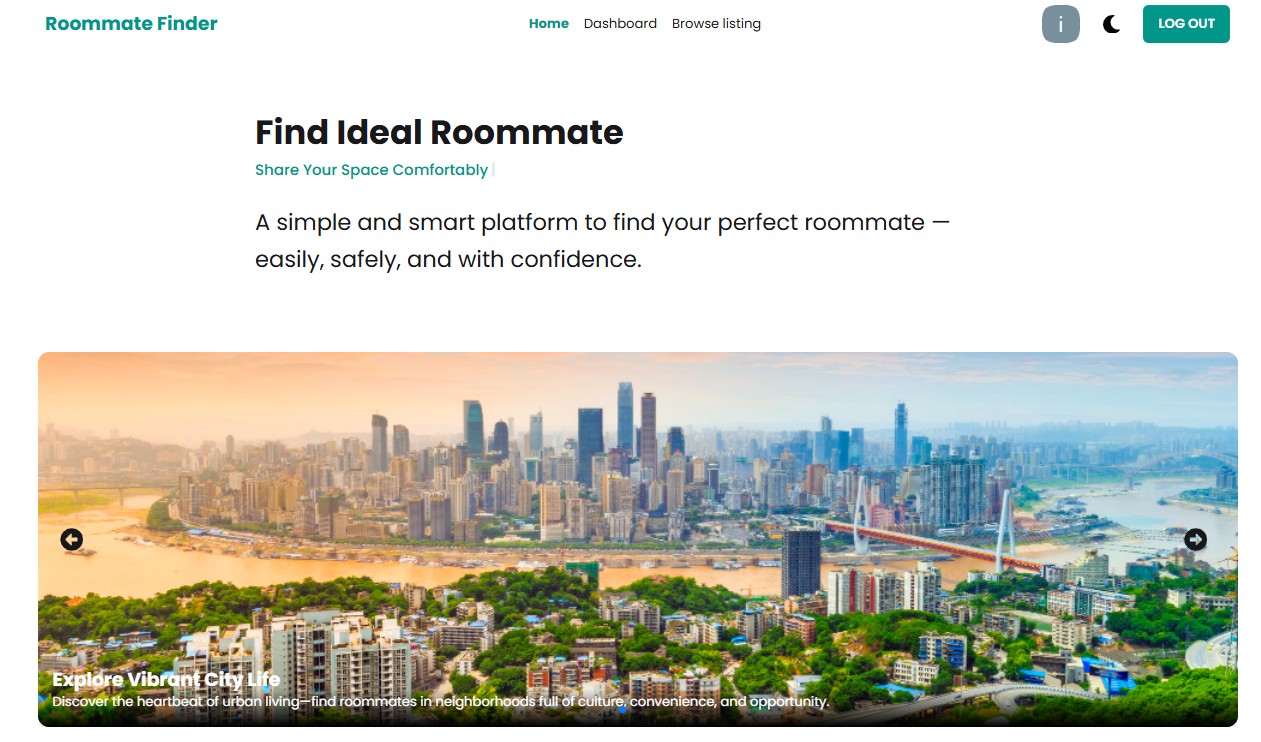 Roommate Finder
Home Dashboard Browse listing
i
LOG OUT
Find Ideal Roommate
Share Your Space Comfortably
A simple and smart platform to find your perfect roommate —
easily, safely, and with confidence.
Explore Vibrant City Life
Discover the heartbeat of urban living—find roommates in neighborhoods full of culture, convenience, and opportunity.